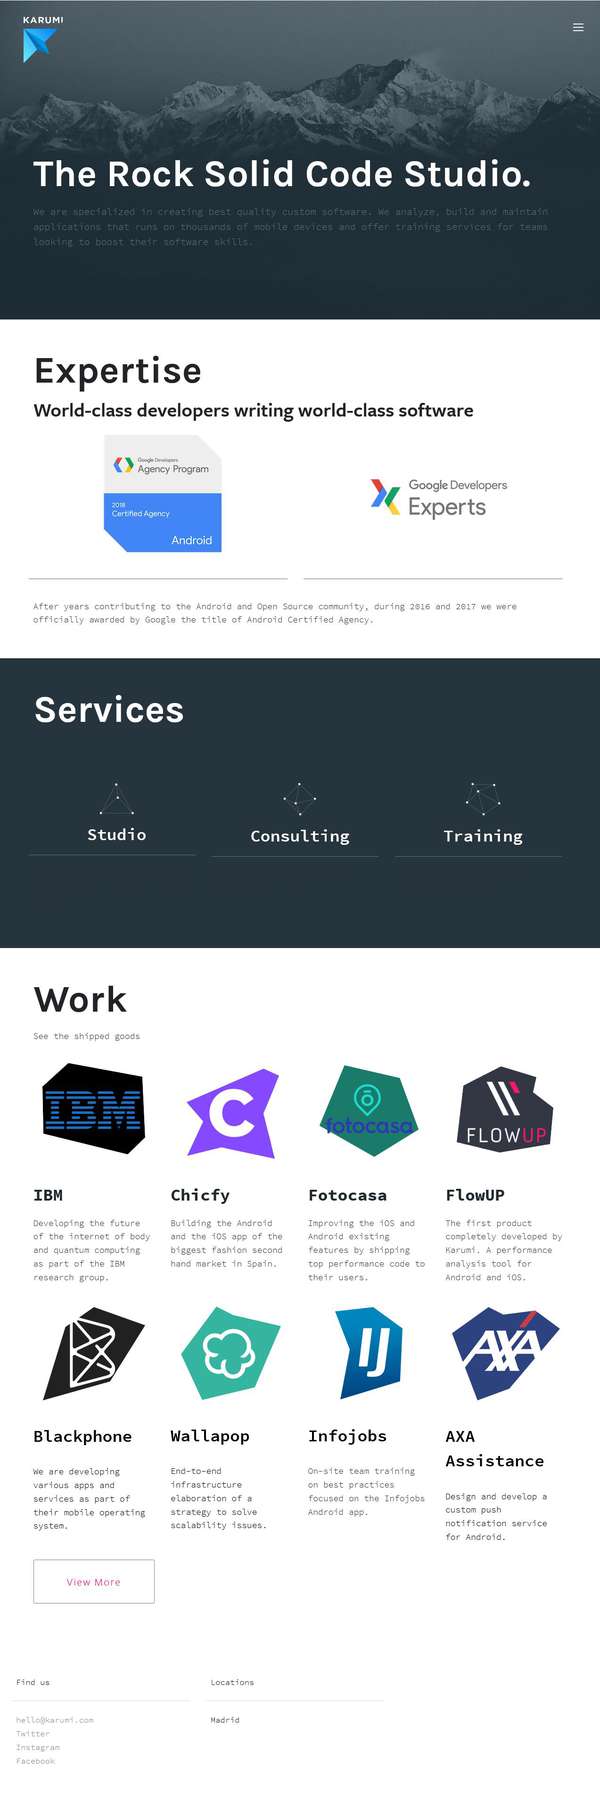 KARUMI
The Rock Solid Code Studio.
We are specialized in creating best quality custom software. We analyze, build and maintain
applications that runs on thousands of mobile devices and offer training services for teams
looking to boost their software skills.
Expertise
World-class developers writing world-class software
Google Developers
Agency Program
2018
Certified Agency
Android
Google Developers
Experts
After years contributing to the Android and Open Source community, during 2016 and 2017 we were
officially awarded by Google the title of Android Certified Agency.
Services
Studio
Consulting
Training
Work
See the shipped goods
IBM
C
fotocasa
FLOWUP
IBM
Developing the future
of the internet of body
and quantum computing
as part of the IBM
research group.
Chicfy
Building the Android
and the iOS app of the
biggest fashion second
hand market in Spain.
Fotocasa
Improving the iOS and
Android existing
features by shipping
top performance code to
their users.
FlowUP
The first product
completely developed by
Karumi. A performance
analysis tool for
Android and iOS.
B
IJ
AXA
Blackphone
We are developing
various apps and
services as part of
their mobile operating
system.
Wallapop
End-to-end
infrastructure
elaboration of a
strategy to solve
scalability issues.
Infojobs
On-site team training
on best practices
focused on the Infojobs
Android app.
AXA
Assistance
Design and develop a
custom push
notification service
for Android.
View More
Find us
hello@karumi.com
Twitter
Instagram
Facebook
Locations
Madrid